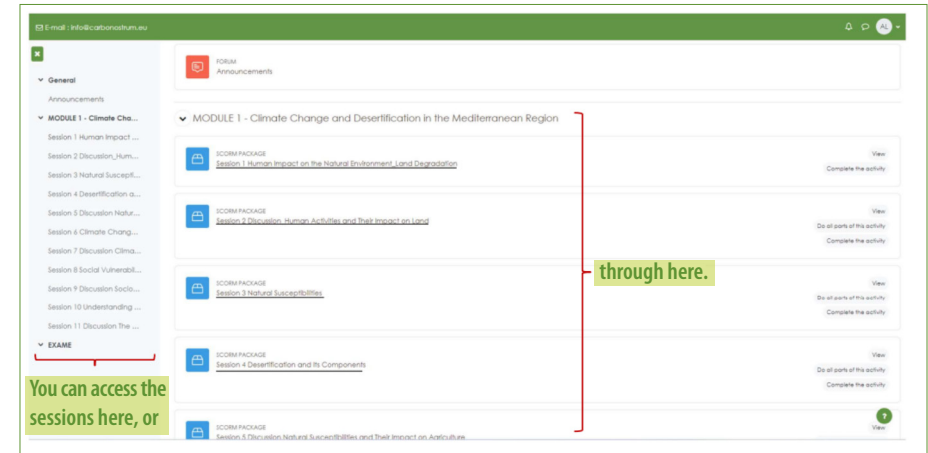 E-mail : info@carbonostrum.eu
AL
General
Announcements
MODULE 1 - Climate Cha...
Session 1 Human Impact ...
Session 2 Discussion_Hum...
Session 3 Natural Suscepti...
Session 4 Desertification a...
Session 5 Discussion Natur...
Session 6 Climate Chang...
Session 7 Discussion Clima...
Session 8 Social Vulnerabil...
Session 9 Discussion Socio...
Session 10 Understanding ...
Session 11 Discussion The ...
EXAME
You can access the
sessions here, or
FORUM
Announcements
MODULE 1 - Climate Change and Desertification in the Mediterranean Region
SCORM PACKAGE
Session 1 Human Impact on the Natural Environment_Land Degradation
View
Complete the activity
SCORM PACKAGE
Session 2 Discussion_Human Activities and Their Impact on Land
View
Do all parts of this activity
Complete the activity
through here.
SCORM PACKAGE
Session 3 Natural Susceptibilities
View
Do all parts of this activity
Complete the activity
SCORM PACKAGE
Session 4 Desertification and Its Components
View
Do all parts of this activity
Complete the activity
SCORM PACKAGE
Session 5 Discussion Natural Susceptibilities and Their Impact on Agriculture
?
View